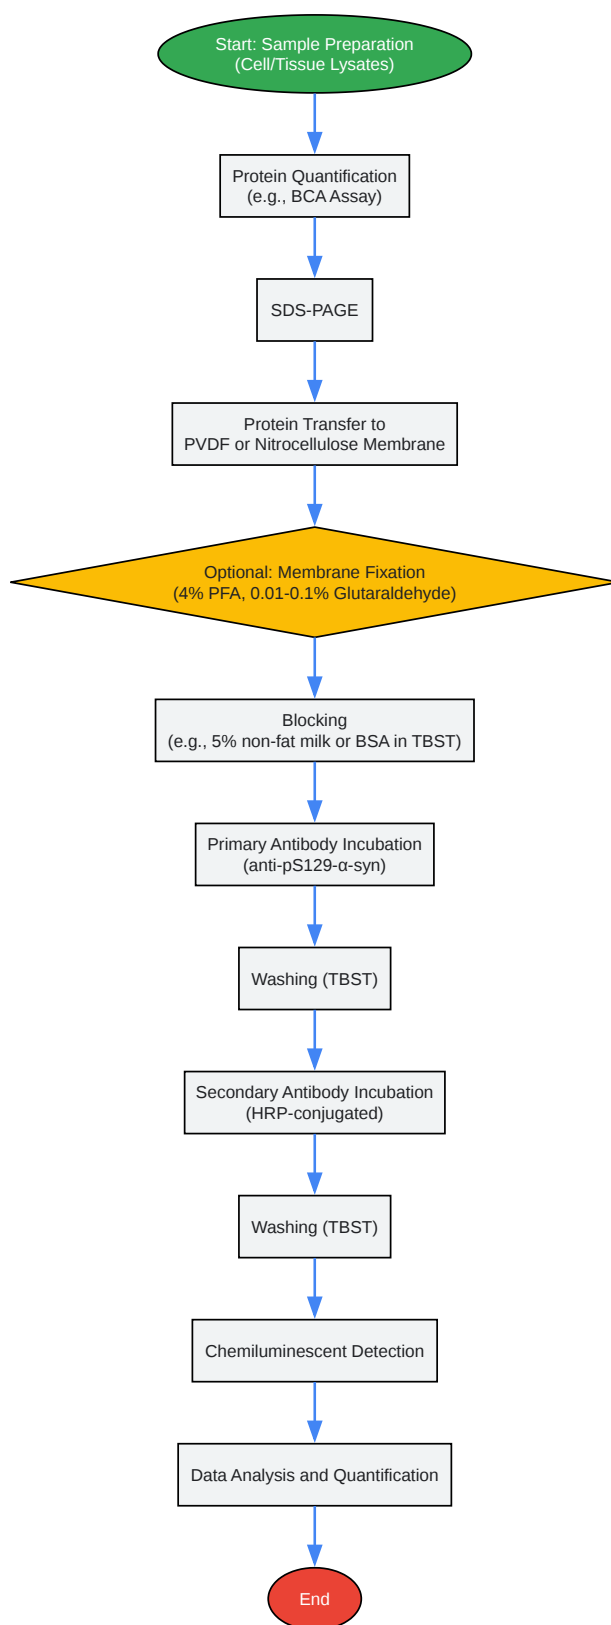 Start: Sample Preparation
(Cell/Tissue Lysates)
Protein Quantification
(e.g., BCA Assay)
SDS-PAGE
Protein Transfer to
PVDF or Nitrocellulose Membrane
Optional: Membrane Fixation
(4% PFA, 0.01-0.1% Glutaraldehyde)
Blocking
(e.g., 5% non-fat milk or BSA in TBST)
Primary Antibody Incubation
(anti-pS129-α-syn)
Washing (TBST)
Secondary Antibody Incubation
(HRP-conjugated)
Washing (TBST)
Chemiluminescent Detection
Data Analysis and Quantification
End